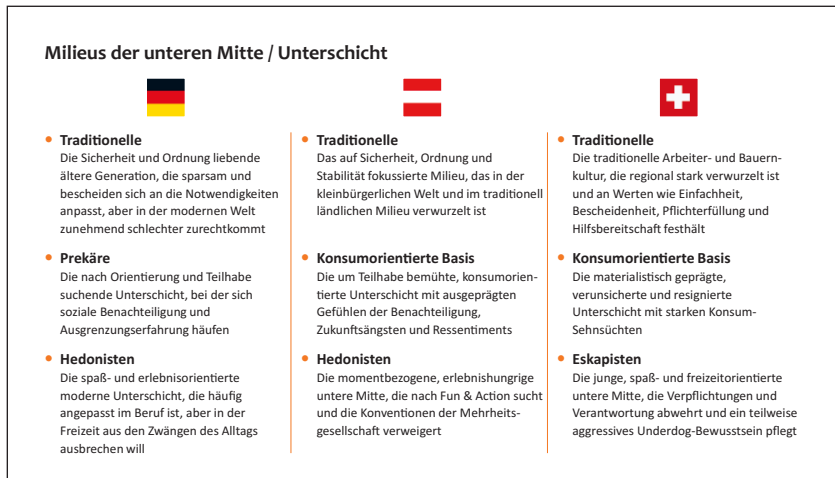 Milieus der unteren Mitte / Unterschicht
• Traditionelle
Die Sicherheit und Ordnung liebende
ältere Generation, die sparsam und
bescheiden sich an die Notwendigkeiten
anpasst, aber in der modernen Welt
zunehmend schlechter zurechtkommt
• Prekäre
Die nach Orientierung und Teilhabe
suchende Unterschicht, bei der sich
soziale Benachteiligung und
Ausgrenzungserfahrung häufen
• Hedonisten
Die spaß- und erlebnisorientierte
moderne Unterschicht, die häufig
angepasst im Beruf ist, aber in der
Freizeit aus den Zwängen des Alltags
ausbrechen will
• Traditionelle
Das auf Sicherheit, Ordnung und
Stabilität fokussierte Milieu, das in der
kleinbürgerlichen Welt und im traditionell
ländlichen Milieu verwurzelt ist
• Konsumorientierte Basis
Die um Teilhabe bemühte, konsumorien-
tierte Unterschicht mit ausgeprägten
Gefühlen der Benachteiligung,
Zukunftsängsten und Ressentiments
• Hedonisten
Die momentbezogene, erlebnishungrige
untere Mitte, die nach Fun & Action sucht
und die Konventionen der Mehrheits-
gesellschaft verweigert
• Traditionelle
Die traditionelle Arbeiter- und Bauern-
kultur, die regional stark verwurzelt ist
und an Werten wie Einfachheit,
Bescheidenheit, Pflichterfüllung und
Hilfsbereitschaft festhält
• Konsumorientierte Basis
Die materialistisch geprägte,
verunsicherte und resignierte
Unterschicht mit starken Konsum-
Sehnsüchten
• Eskapisten
Die junge, spaß- und freizeitorientierte
untere Mitte, die Verpflichtungen und
Verantwortung abwehrt und ein teilweise
aggressives Underdog-Bewusstsein pflegt